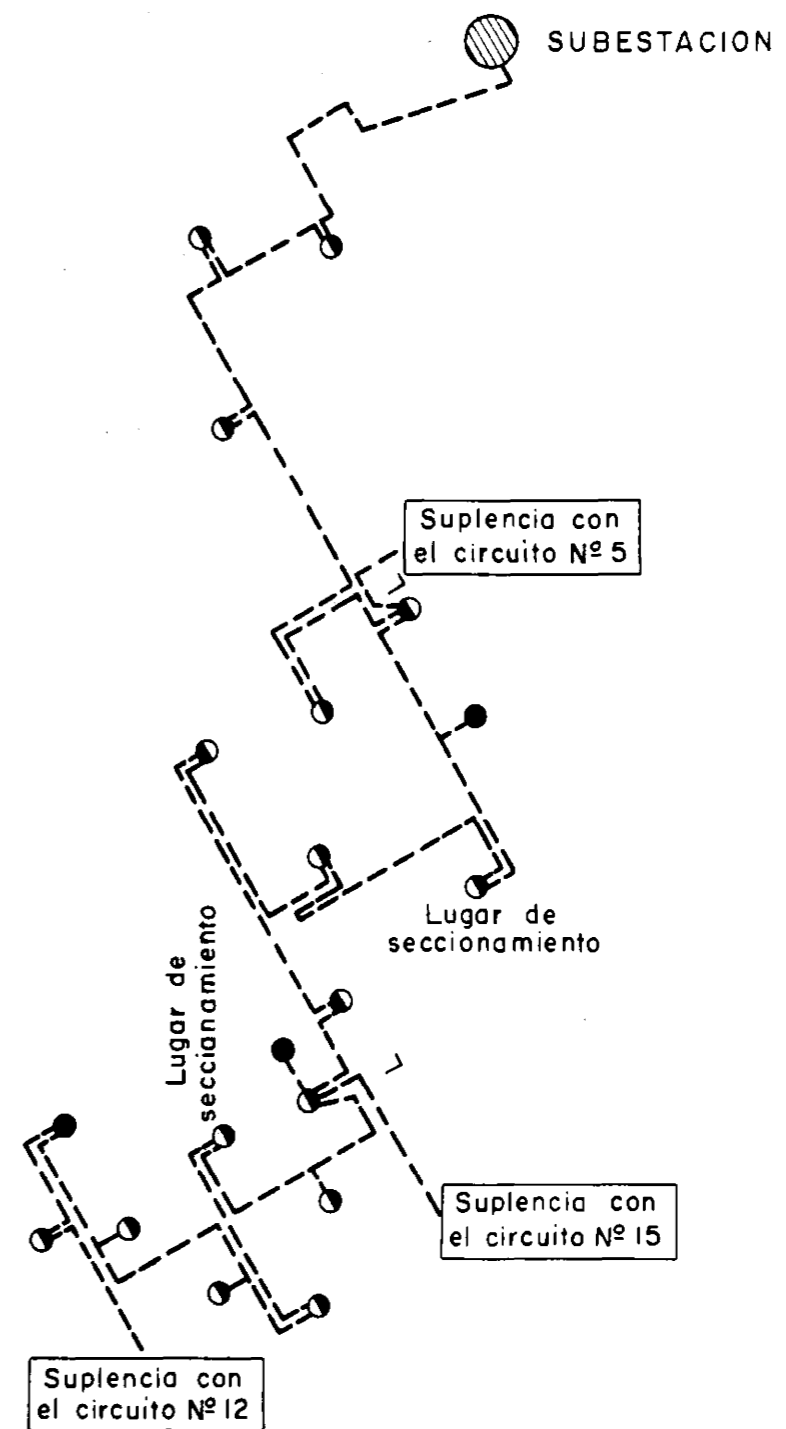 SUBESTACION
Suplencia con
el circuito Nº 5
Lugar de
seccionamiento
Lugar de
seccianamiento
Suplencia con
el circuito Nº 15
Suplencia con
el circuito Nº 12